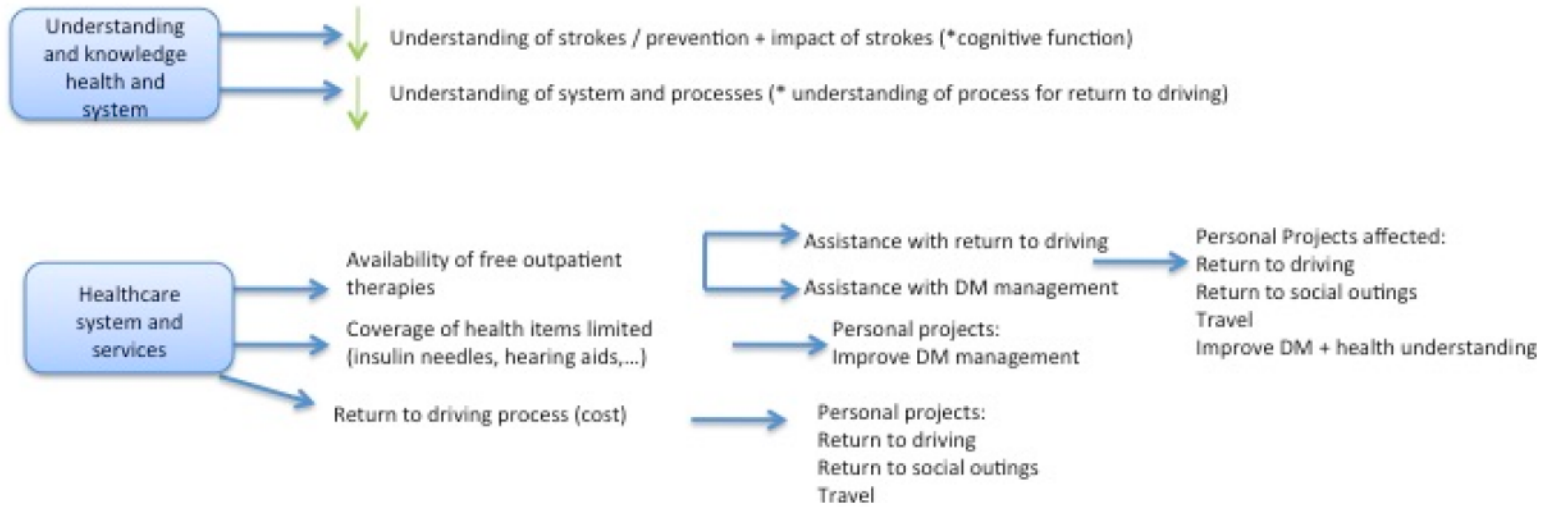 Understanding
and knowledge
health and
system
Understanding of strokes / prevention + impact of strokes (*cognitive function)
Understanding of system and processes (* understanding of process for return to driving)
Healthcare
system and
services
Availability of free outpatient
therapies
Coverage of health items limited
(insulin needles, hearing aids,...)
Return to driving process (cost)
Assistance with return to driving
Assistance with DM management
Personal projects:
Improve DM management
Personal projects:
Return to driving
Return to social outings
Travel
Personal Projects affected:
Return to driving
Return to social outings
Travel
Improve DM + health understanding